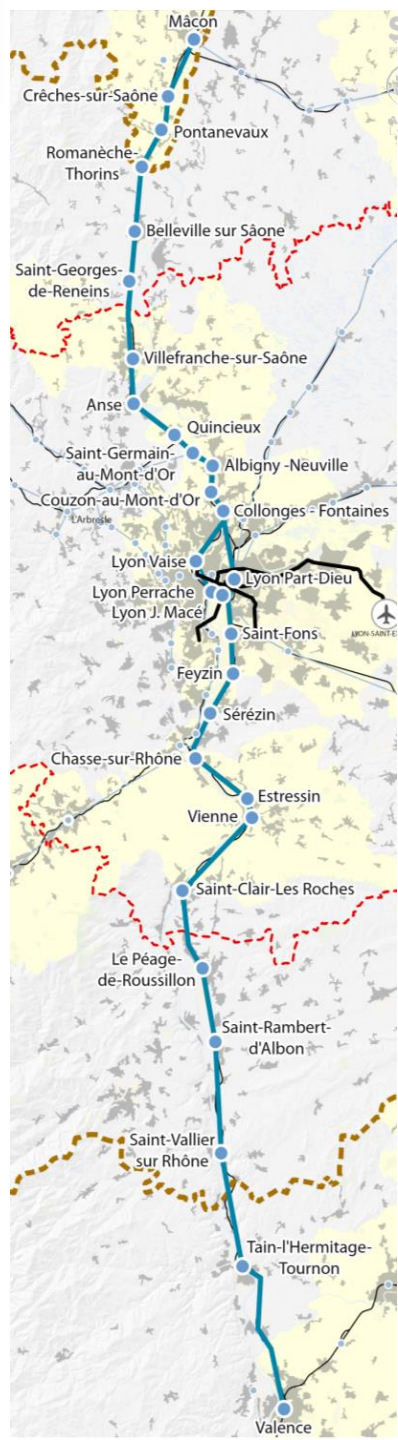 Mâcon
Crêches-sur-Saône
Pontanevaux
Romanèche-
Thorins
Belleville sur Sâone
Saint-Georges-
de-Reneins
Villefranche-sur-Saône
Anse
Quincieux
Saint-Germain-
au-Mont-d'Or
Albigny -Neuville
Couzon-au-Mont-d'Or
Collonges - Fontaines
L'Arbresle
Lyon Vaise
Lyon Part-Dieu
Lyon Perrache
Lyon J. Macé
LYON-SAINT-EX
Saint-Fons
Feyzin
Sérézin
Chasse-sur-Rhône
Estressin
Vienne
Saint-Clair-Les Roches
Le Péage-
de-Roussillon
Saint-Rambert-
d'Albon
Saint-Vallier
sur Rhône
Tain-l'Hermitage-
Tournon
Valence